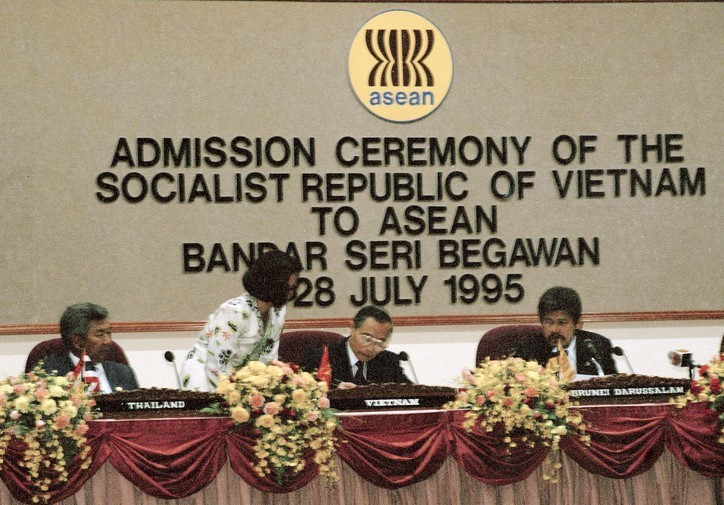 asean
ADMISSION CEREMONY OF THE
SOCIALIST REPUBLIC OF VIETNAM
TO ASEAN
BANDAR SERI BEGAWAN
28 JULY 1995
THAILAND
VIETNAM
BRUNEI DARUSSALAM